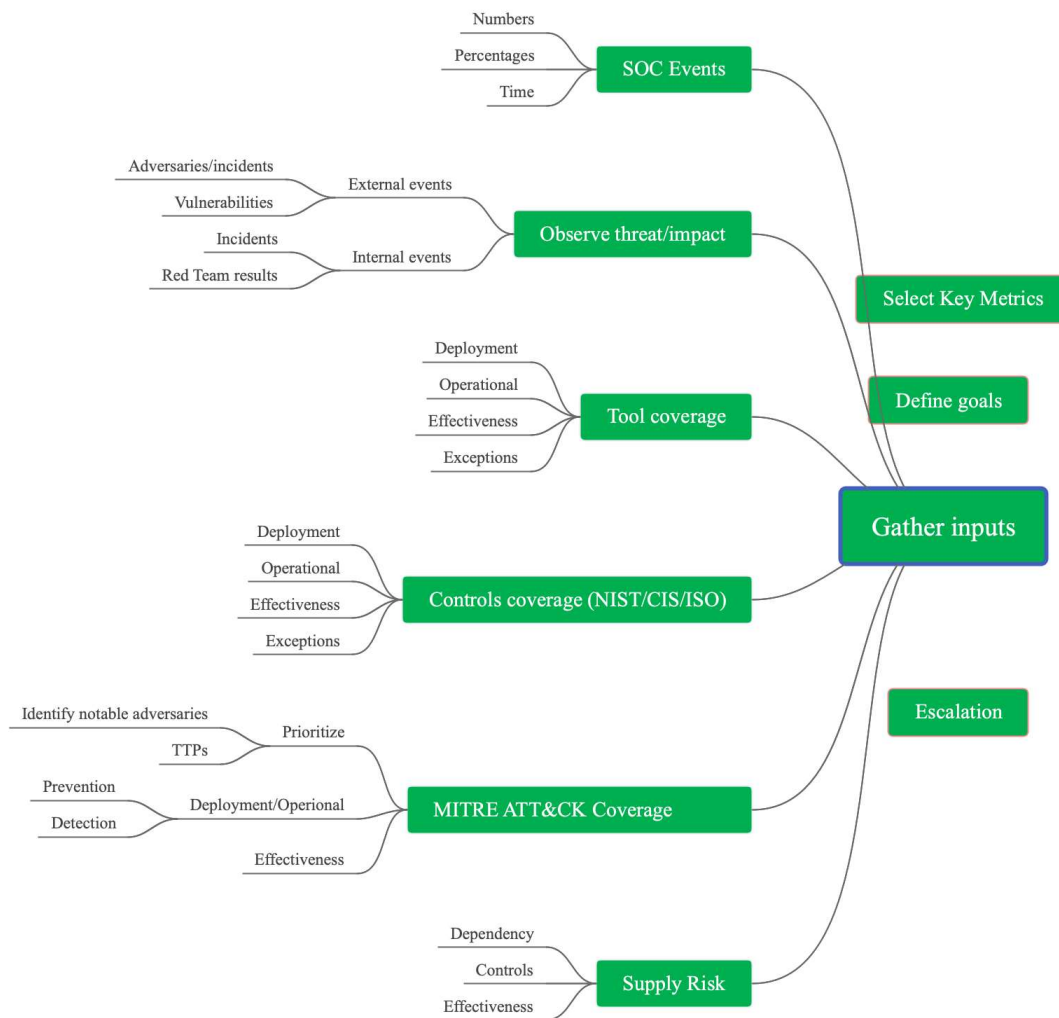 Numbers
Percentages
Time
SOC Events
Adversaries/incidents
Vulnerabilities
External events
Incidents
Red Team results
Internal events
Observe threat/impact
Select Key Metrics
Deployment
Operational
Effectiveness
Exceptions
Tool coverage
Define goals
Gather inputs
Deployment
Operational
Effectiveness
Exceptions
Controls coverage (NIST/CIS/ISO)
Escalation
Identify notable adversaries
TTPs
Prioritize
Prevention
Detection
Deployment/Operional
Effectiveness
MITRE ATT&CK Coverage
Dependency
Controls
Effectiveness
Supply Risk